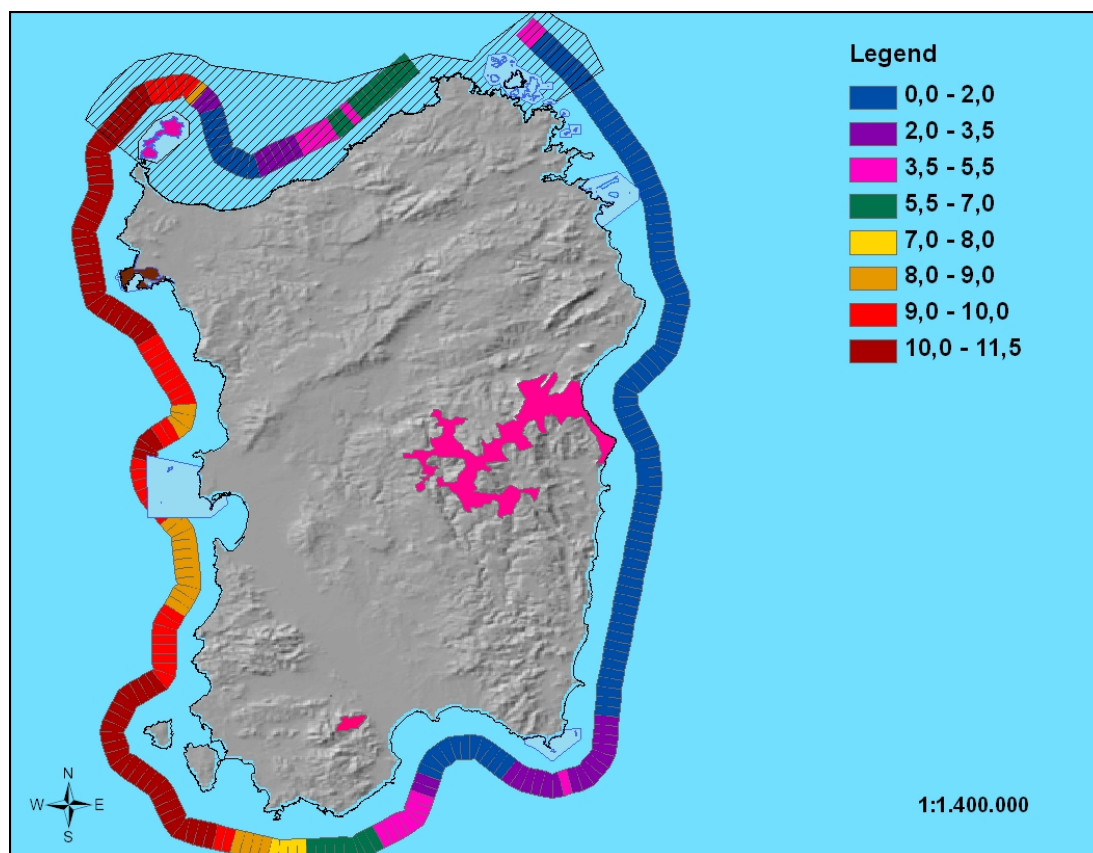 Legend
0,0 - 2,0
2,0 - 3,5
3,5 - 5,5
5,5 - 7,0
7,0 - 8,0
8,0 - 9,0
9,0 - 10,0
10,0 - 11,5
N
W E
S
1:1.400.000